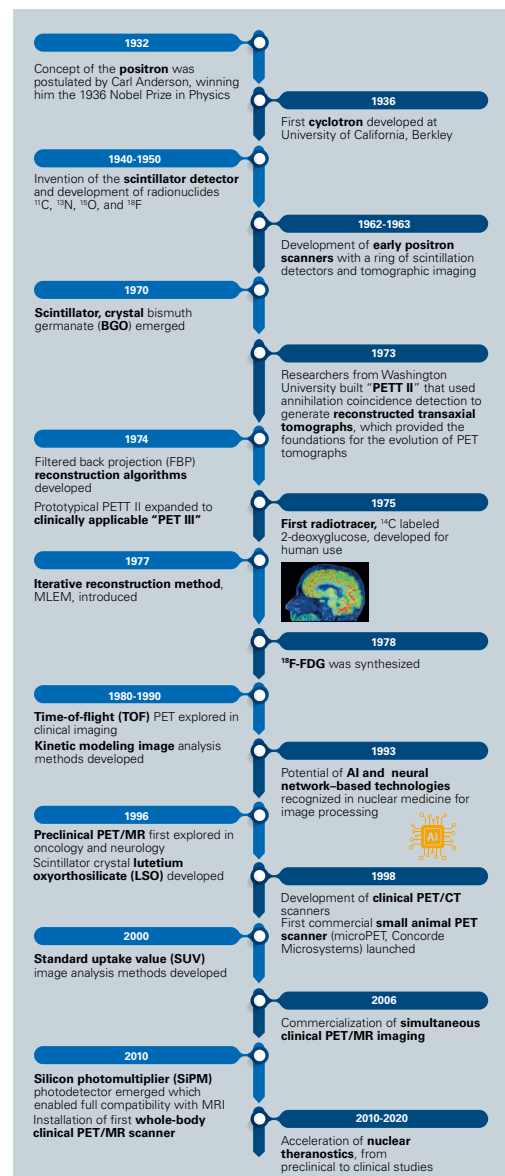 1932
Concept of the positron was
postulated by Carl Anderson, winning
him the 1936 Nobel Prize in Physics
1936
First cyclotron developed at
University of California, Berkley
1940-1950
Invention of the scintillator detector
and development of radionuclides
¹¹C, ¹³N, ¹⁵O, and ¹⁸F
1962-1963
Development of early positron
scanners with a ring of scintillation
detectors and tomographic imaging
1970
Scintillator, crystal bismuth
germanate (BGO) emerged
1973
Researchers from Washington
University built “PETT II” that used
annihilation coincidence detection to
generate reconstructed transaxial
tomographs, which provided the
foundations for the evolution of PET
tomographs
1974
Filtered back projection (FBP)
reconstruction algorithms
developed
Prototypical PETT II expanded to
clinically applicable “PET III”
1975
First radiotracer, ¹⁴C labeled
2-deoxyglucose, developed for
human use
1977
Iterative reconstruction method,
MLEM, introduced
1978
¹⁸F-FDG was synthesized
1980-1990
Time-of-flight (TOF) PET explored in
clinical imaging
Kinetic modeling image analysis
methods developed
1993
Potential of AI and neural
network–based technologies
recognized in nuclear medicine for
image processing
AI
1996
Preclinical PET/MR first explored in
oncology and neurology
Scintillator crystal lutetium
oxyorthosilicate (LSO) developed
1998
Development of clinical PET/CT
scanners
First commercial small animal PET
scanner (microPET, Concorde
Microsystems) launched
2000
Standard uptake value (SUV)
image analysis methods developed
2006
Commercialization of simultaneous
clinical PET/MR imaging
2010
Silicon photomultiplier (SiPM)
photodetector emerged which
enabled full compatibility with MRI
Installation of first whole-body
clinical PET/MR scanner
2010-2020
Acceleration of nuclear
theranostics, from
preclinical to clinical studies